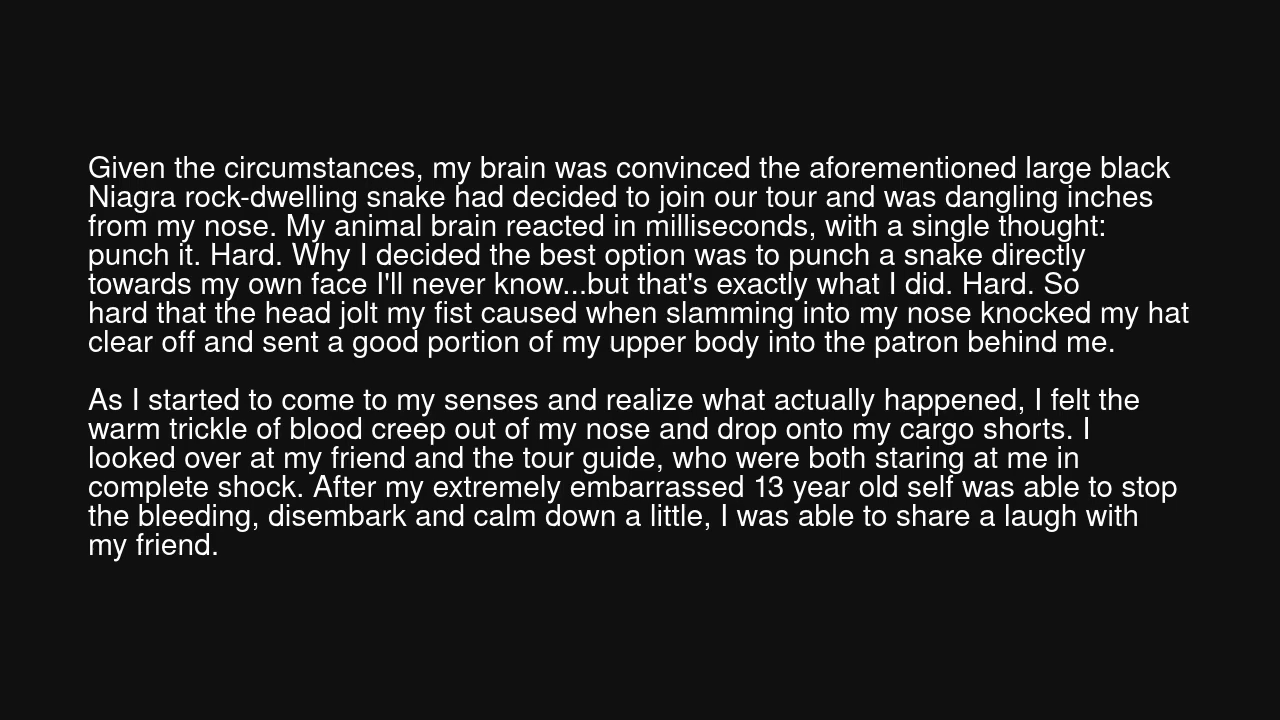 Given the circumstances, my brain was convinced the aforementioned large black
Niagra rock-dwelling snake had decided to join our tour and was dangling inches
from my nose. My animal brain reacted in milliseconds, with a single thought:
punch it. Hard. Why I decided the best option was to punch a snake directly
towards my own face I'll never know...but that's exactly what I did. Hard. So
hard that the head jolt my fist caused when slamming into my nose knocked my hat
clear off and sent a good portion of my upper body into the patron behind me.

As I started to come to my senses and realize what actually happened, I felt the
warm trickle of blood creep out of my nose and drop onto my cargo shorts. I
looked over at my friend and the tour guide, who were both staring at me in
complete shock. After my extremely embarrassed 13 year old self was able to stop
the bleeding, disembark and calm down a little, I was able to share a laugh with
my friend.